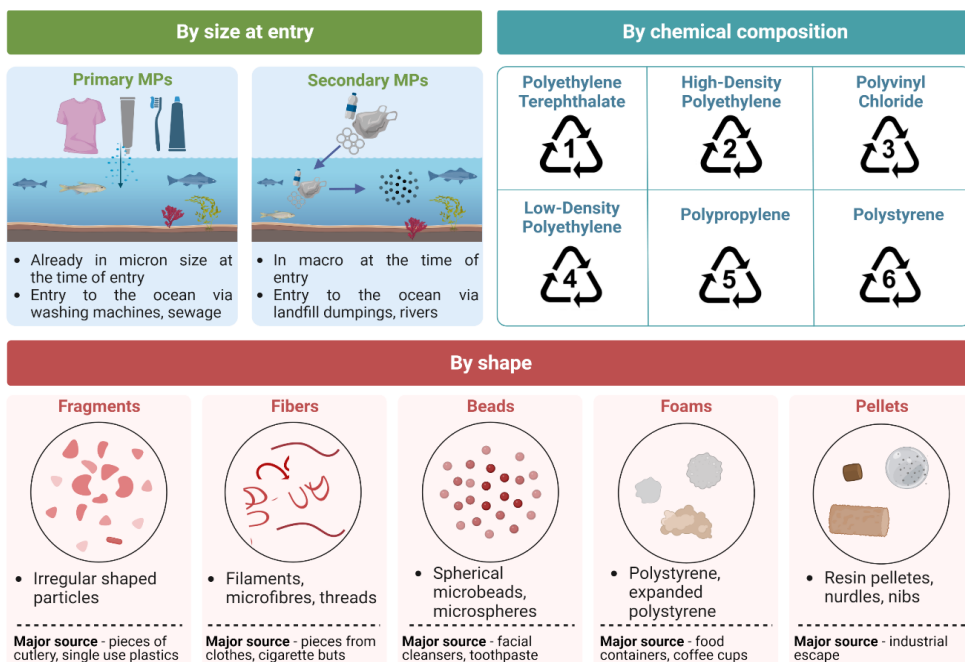 By size at entry
Primary MPs
• Already in micron size at
the time of entry
• Entry to the ocean via
washing machines, sewage
Secondary MPs
• In macro at the time of
entry
• Entry to the ocean via
landfill dumpings, rivers
By chemical composition
Polyethylene
Terephthalate
1
High-Density
Polyethylene
2
Polyvinyl
Chloride
3
Low-Density
Polyethylene
4
Polypropylene
5
Polystyrene
6
By shape
Fragments
• Irregular shaped
particles
Major source - pieces of
cutlery, single use plastics
Fibers
• Filaments,
microfibres, threads
Major source - pieces from
clothes, cigarette buts
Beads
• Spherical
microbeads,
microspheres
Major source - facial
cleansers, toothpaste
Foams
• Polystyrene,
expanded
polystyrene
Major source - food
containers, coffee cups
Pellets
• Resin pelletes,
nurdles, nibs
Major source - industrial
escape